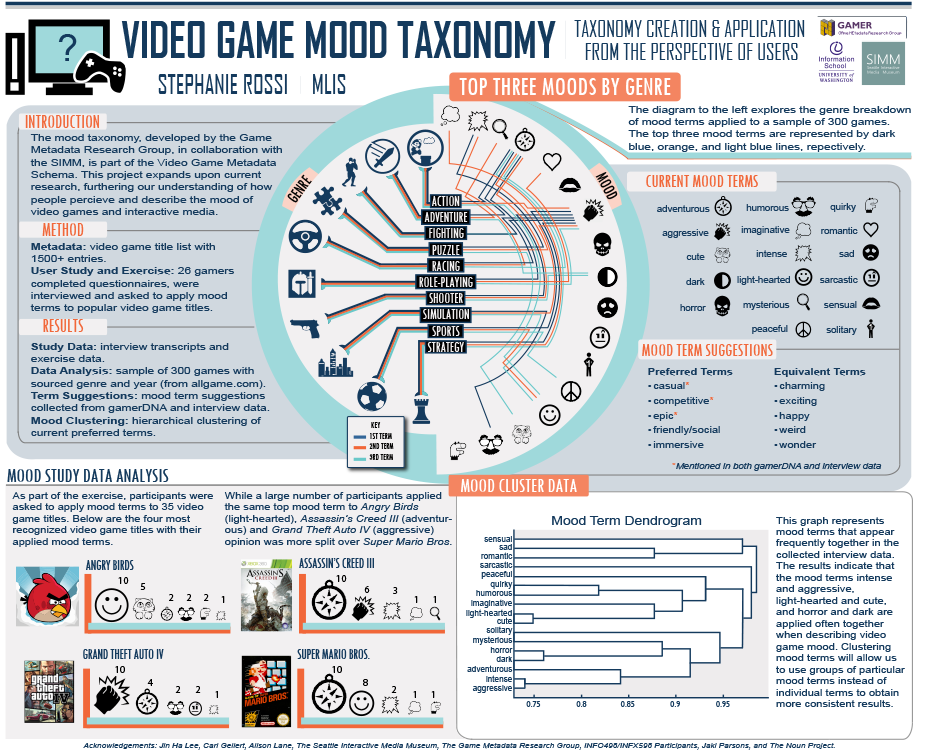 VIDEO GAME MOOD TAXONOMY
TAXONOMY CREATION & APPLICATION
FROM THE PERSPECTIVE OF USERS
?
STEPHANIE ROSSI | MLIS
GAMER
GAme MEtadata Research Group
Information
School
UNIVERSITY of
WASHINGTON
SIMM
Seattle Interactive
Media Museum
TOP THREE MOODS BY GENRE
The diagram to the left explores the genre breakdown
of mood terms applied to a sample of 300 games.
The top three mood terms are represented by dark
blue, orange, and light blue lines, repectively.
INTRODUCTION
The mood taxonomy, developed by the Game
Metadata Research Group, in collaboration with
the SIMM, is part of the Video Game Metadata
Schema. This project expands upon current
research, furthering our understanding of how
people percieve and describe the mood of
video games and interactive media.
METHOD
Metadata: video game title list with
1500+ entries.
User Study and Exercise: 26 gamers
completed questionnaires, were
interviewed and asked to apply mood
terms to popular video game titles.
RESULTS
Study Data: interview transcripts and
exercise data.
Data Analysis: sample of 300 games with
sourced genre and year (from allgame.com).
Term Suggestions: mood term suggestions
collected from gamerDNA and interview data.
Mood Clustering: hierarchical clustering of
current preferred terms.
GENRE
MOOD
ACTION
ADVENTURE
FIGHTING
PUZZLE
RACING
ROLE-PLAYING
SHOOTER
SIMULATION
SPORTS
STRATEGY
KEY
1ST TERM
2ND TERM
3RD TERM
CURRENT MOOD TERMS
adventurous humorous quirky
aggressive imaginative romantic
cute intense sad
dark light-hearted sarcastic
horror mysterious sensual
peaceful solitary
MOOD TERM SUGGESTIONS
Preferred Terms
• casual*
• competitive*
• epic*
• friendly/social
• immersive
Equivalent Terms
• charming
• exciting
• happy
• weird
• wonder
*Mentioned in both gamerDNA and interview data
MOOD STUDY DATA ANALYSIS
As part of the exercise, participants were
asked to apply mood terms to 35 video
game titles. Below are the four most
recognized video game titles with their
applied mood terms.
While a large number of participants applied
the same top mood term to Angry Birds
(light-hearted), Assassin's Creed III (adventur-
ous) and Grand Theft Auto IV (aggressive)
opinion was more split over Super Mario Bros.
ANGRY BIRDS
10 5 2 2 2 1
ASSASSIN'S CREED III
ASSASSIN'S
CREED III
10 6 3 1 1
GRAND THEFT AUTO IV
grand
theft
auto
IV
10 4 2 2 1
SUPER MARIO BROS.
SUPER
MARIO BROS.
10 8 2 1 1
MOOD CLUSTER DATA
Mood Term Dendrogram
sensual
sad
romantic
sarcastic
peaceful
quirky
humorous
imaginative
light-hearted
cute
solitary
mysterious
horror
dark
adventurous
intense
aggressive
0.75 0.8 0.85 0.9 0.95
This graph represents
mood terms that appear
frequently together in the
collected interview data.
The results indicate that
the mood terms intense
and aggressive,
light-hearted and cute,
and horror and dark are
applied often together
when describing video
game mood. Clustering
mood terms will allow us
to use groups of particular
mood terms instead of
individual terms to obtain
more consistent results.
Acknowledgements: Jin Ha Lee, Carl Gellert, Alison Lane, The Seattle Interactive Media Museum, The Game Metadata Research Group, INFO498/INFX598 Participants, Jaki Parsons, and The Noun Project.